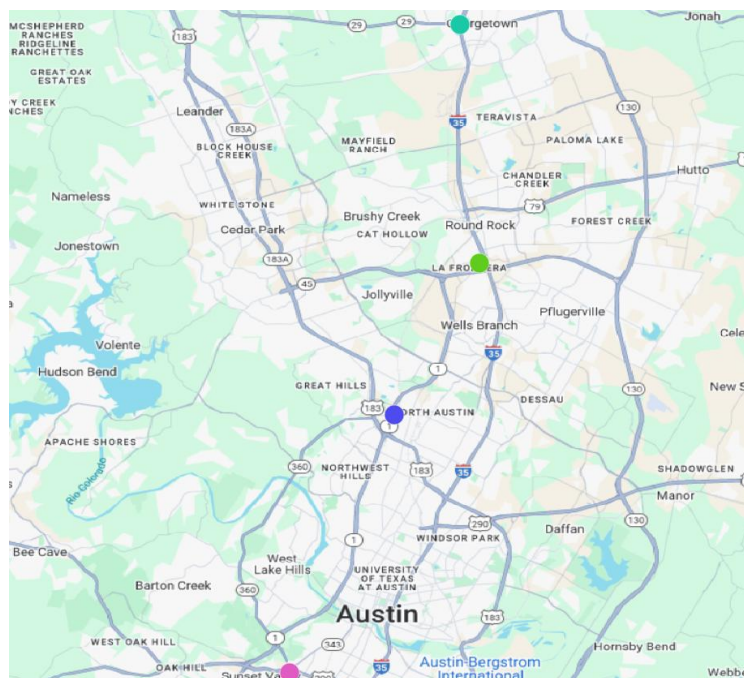 MCSHEPHERD
RANCHES
RIDGELINE
RANCHETTES
183
29
29
Georgetown
Jonah
GREAT OAK
ESTATES
Y CREEK
NCHES
Leander
35
TERAVISTA
130
183A
BLOCK HOUSE
CREEK
MAYFIELD
RANCH
PALOMA LAKE
Hutto
CHANDLER
CREEK
Nameless
WHITE STONE
79
Brushy Creek
Round Rock
FOREST CREEK
Cedar Park
CAT HOLLOW
Jonestown
183A
LA FRONTERA
45
Jollyville
Pflugerville
Wells Branch
Volente
35
Hudson Bend
1
GREAT HILLS
130
New S
DESSAU
183
NORTH AUSTIN
1
APACHE SHORES
360
NORTHWEST
HILLS
183
35
SHADOWGLEN
Rio Colorado
Manor
290
130
Daffan
WINDSOR PARK
1
Bee Cave
West
Lake Hills
UNIVERSITY
OF TEXAS
AT AUSTIN
Barton Creek
360
Austin
183
1
343
WEST OAK HILL
Hornsby Bend
OAK HILL
35
Austin-Bergstrom
International
Webbe